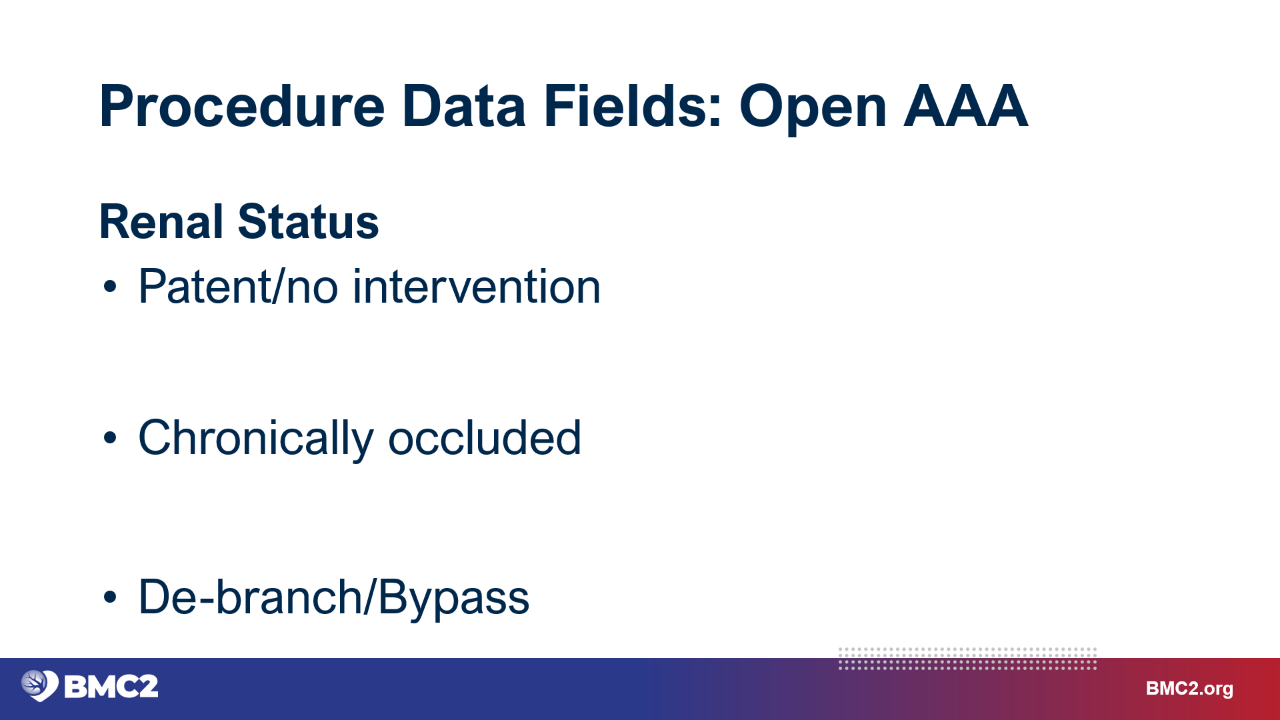 Procedure Data Fields: Open AAA
Renal Status
• Patent/no intervention
• Chronically occluded
• De-branch/Bypass
BMC2
BMC2.org